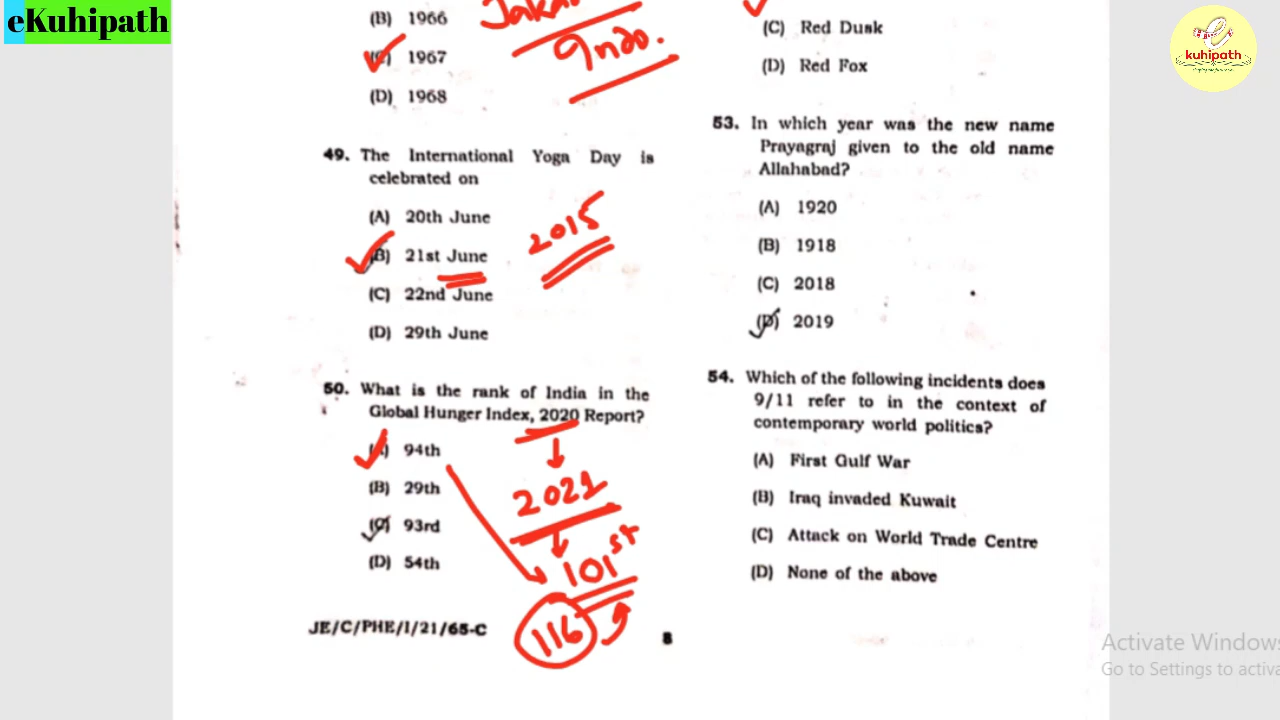 eKuhipath
(B) 1966
(C) 1967
(D) 1968
Indo.
49. The International Yoga Day is
celebrated on
(A) 20th June
(B) 21st June
(C) 22nd June
(D) 29th June
2015
50. What is the rank of India in the
Global Hunger Index, 2020 Report?
(A) 94th
(B) 29th
(C) 93rd
(D) 54th
2021
101st
116
JE/C/PHE/I/21/65-C
8
(C) Red Dusk
(D) Red Fox
53. In which year was the new name
Prayagraj given to the old name
Allahabad?
(A) 1920
(B) 1918
(C) 2018
(D) 2019
54. Which of the following incidents does
9/11 refer to in the context of
contemporary world politics?
(A) First Gulf War
(B) Iraq invaded Kuwait
(C) Attack on World Trade Centre
(D) None of the above
kuhipath
Activate Windows
Go to Settings to activa